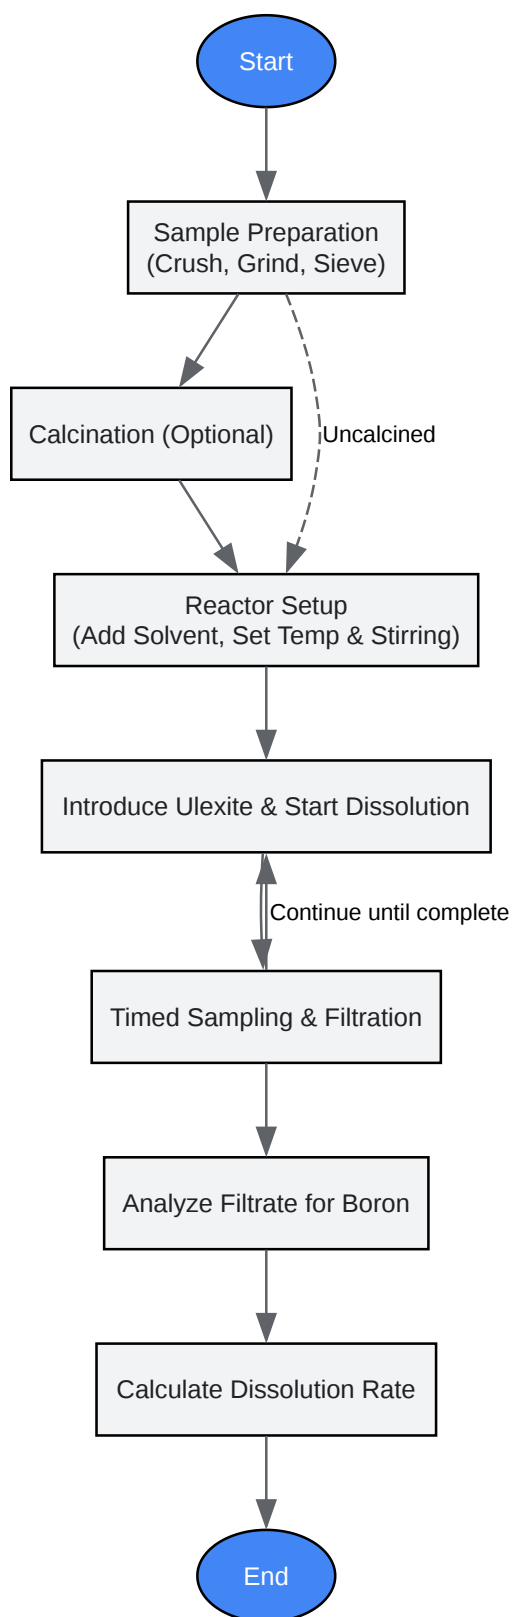 Start
Sample Preparation
(Crush, Grind, Sieve)
Calcination (Optional)
Uncalcined
Reactor Setup
(Add Solvent, Set Temp & Stirring)
Introduce Ulexite & Start Dissolution
Continue until complete
Timed Sampling & Filtration
Analyze Filtrate for Boron
Calculate Dissolution Rate
End